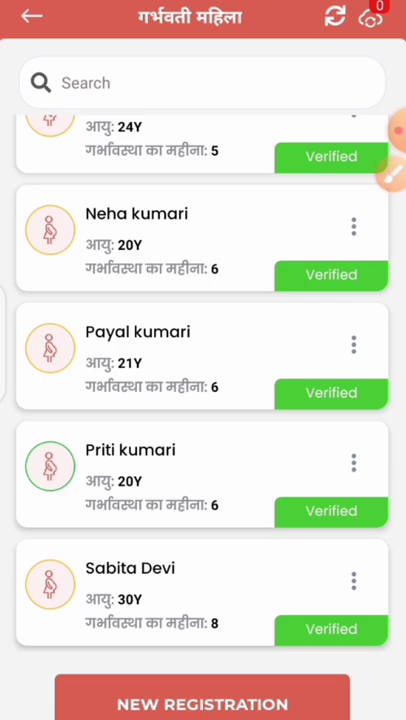 गर्भवती महिला
0
Search
आयु: 24Y
गर्भावस्था का महीना: 5
Verified
Neha kumari
आयु: 20Y
गर्भावस्था का महीना: 6
Verified
Payal kumari
आयु: 21Y
गर्भावस्था का महीना: 6
Verified
Priti kumari
आयु: 20Y
गर्भावस्था का महीना: 6
Verified
Sabita Devi
आयु: 30Y
गर्भावस्था का महीना: 8
Verified
NEW REGISTRATION